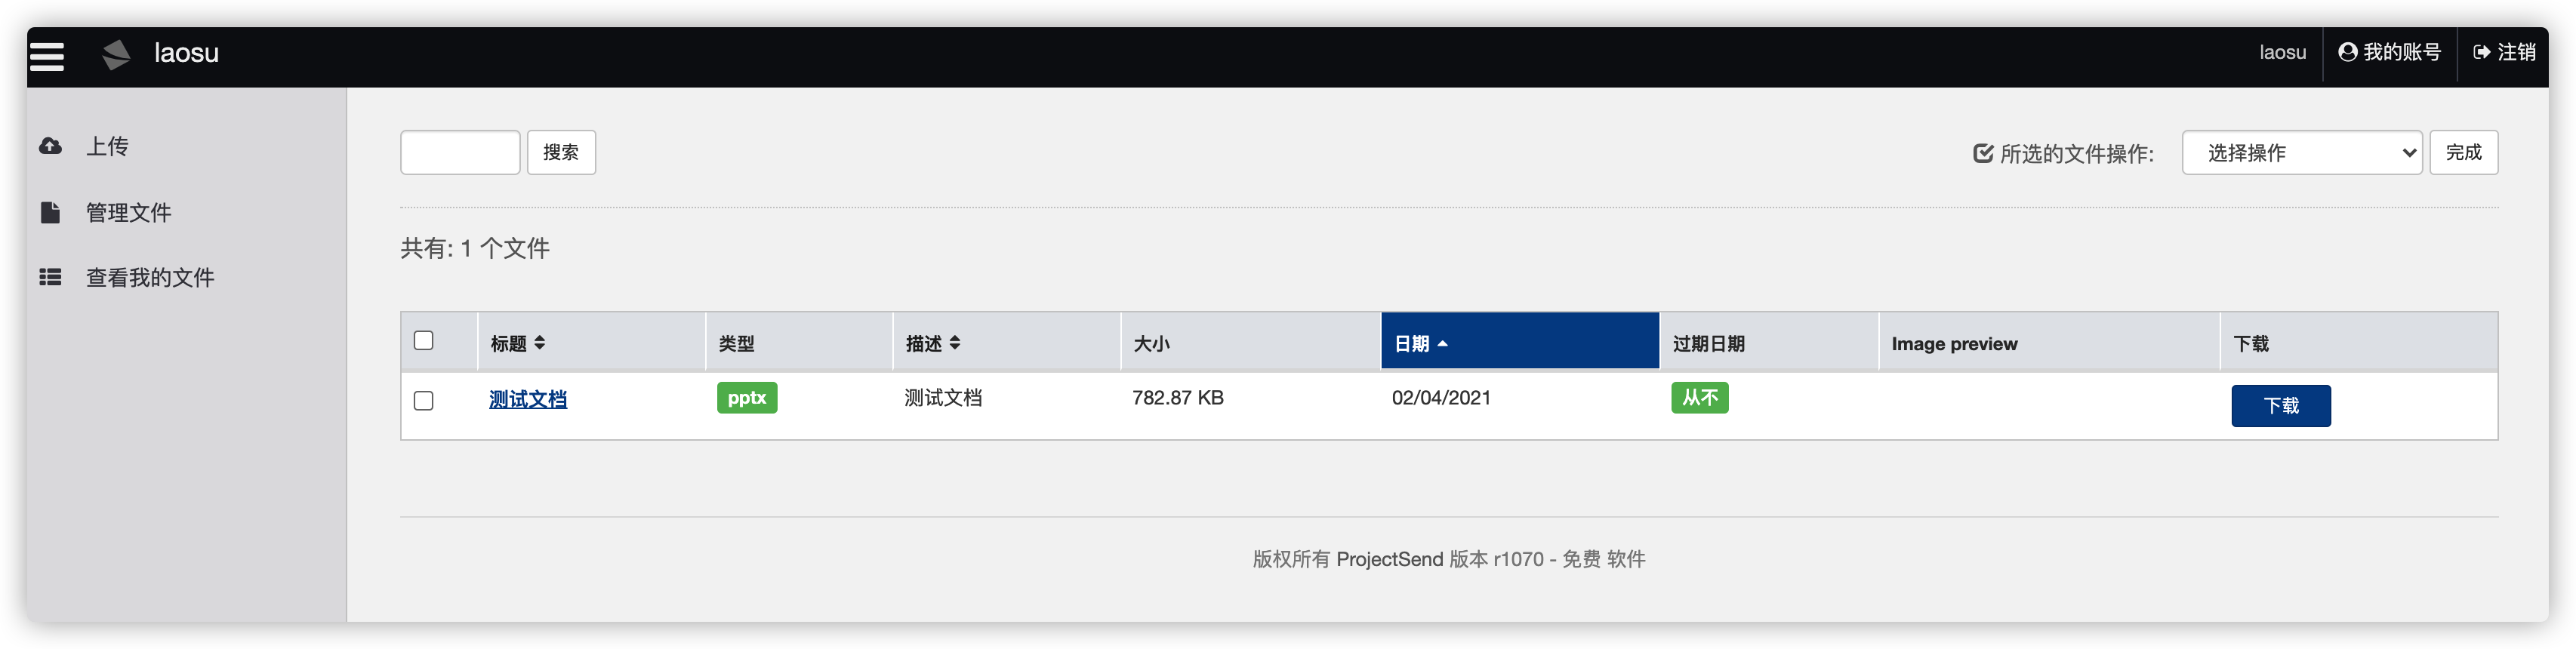 laosu laosu 我的账号 注销
上传
管理文件
查看我的文件
搜索 所选的文件操作: 选择操作 完成
共有: 1 个文件
标题 类型 描述 大小 日期 过期日期 Image preview 下载
测试文档 pptx 测试文档 782.87 KB 02/04/2021 从不 下载
版权所有 ProjectSend 版本 r1070 - 免费 软件